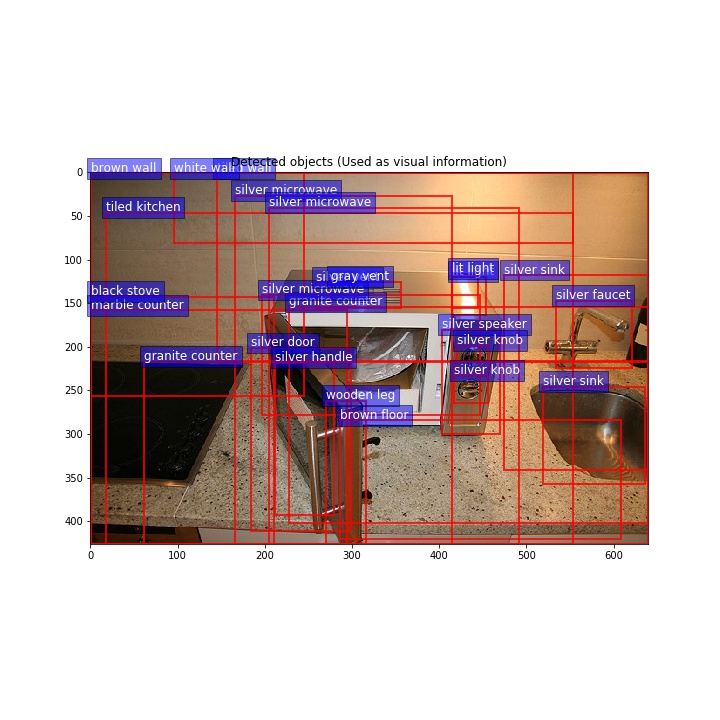 Detected objects (Used as visual information)
brown wall
white wall
wall
silver microwave
silver microwave
tiled kitchen
lit light
silver sink
gray vent
silver microwave
black stove
silver faucet
granite counter
marble counter
silver speaker
silver door
silver knob
granite counter
silver handle
silver knob
silver sink
wooden leg
brown floor
0
50
100
150
200
250
300
350
400
0
100
200
300
400
500
600